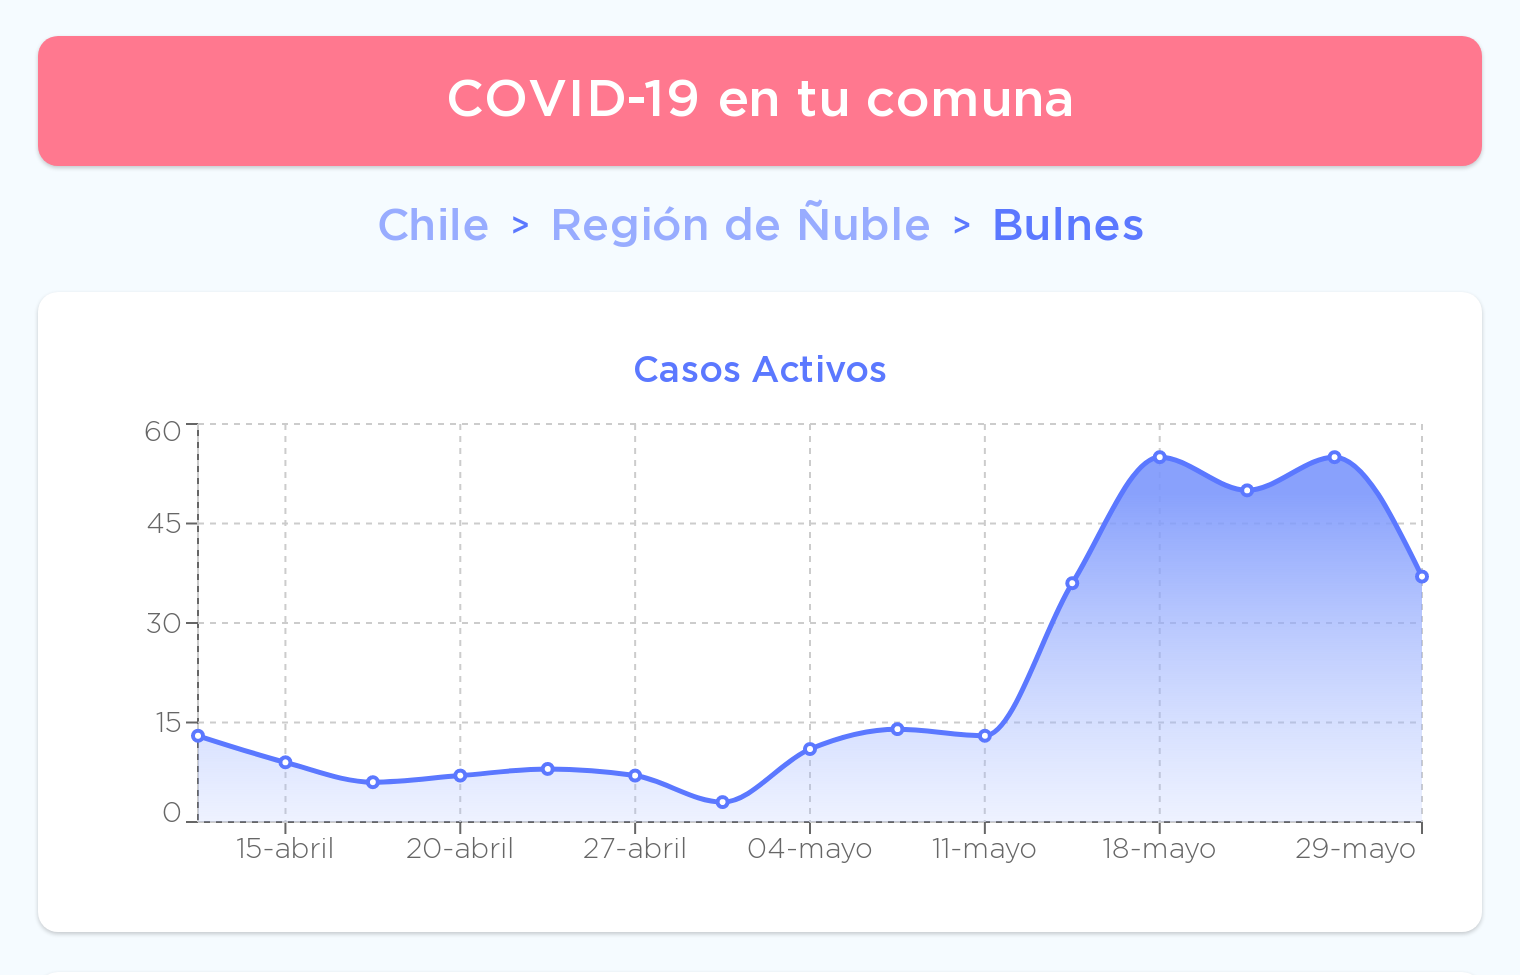 COVID-19 en tu comuna
Chile > Región de Ñuble > Bulnes
Casos Activos
60
45
30
15
0
15-abril 20-abril 27-abril 04-mayo 11-mayo 18-mayo 29-mayo